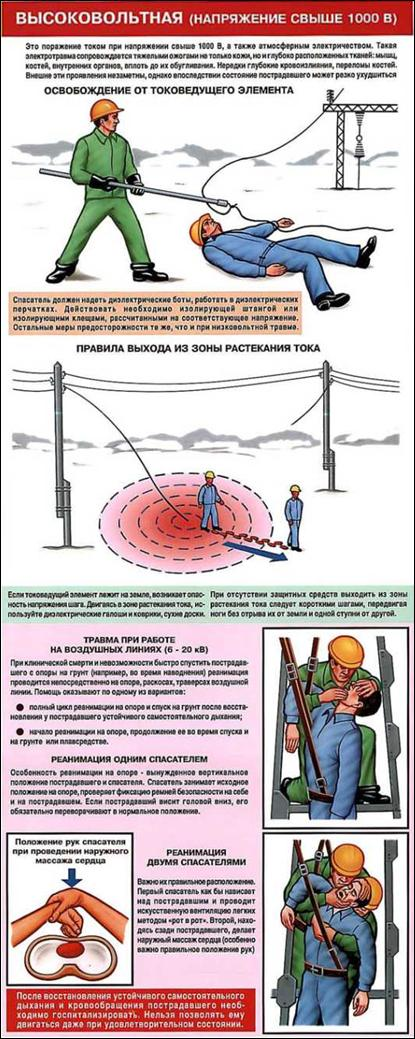 ВЫСОКОВОЛЬТНАЯ (НАПРЯЖЕНИЕ СВЫШЕ 1000 В)
Это поражение током при напряжении свыше 1000 В, а также атмосферным электричеством. Такая
электротравма сопровождается тяжелыми ожогами не только кожи, но и глубоко расположенных тканей: мышц,
костей, внутренних органов, вплоть до их обугливания. Нередки глубокие кровоизлияния, переломы костей.
Внешне эти проявления незаметны, однако впоследствии состояние пострадавшего может резко ухудшиться
ОСВОБОЖДЕНИЕ ОТ ТОКОВЕДУЩЕГО ЭЛЕМЕНТА
Спасатель должен надеть диэлектрические боты, работать в диэлектрических
перчатках. Действовать необходимо изолирующей штангой или
изолирующими клещами, рассчитанными на соответствующее напряжение.
Остальные меры предосторожности те же, что и при низковольтной травме.
ПРАВИЛА ВЫХОДА ИЗ ЗОНЫ РАСТЕКАНИЯ ТОКА
Если токоведущий элемент лежит на земле, возникает опас-
ность напряжения шага. Двигаясь в зоне растекания тока, ис-
пользуйте диэлектрические галоши и коврики, сухие доски.
При отсутствии защитных средств выходить из зоны
растекания тока следует короткими шагами, передвигая
ноги без отрыва их от земли и одной ступни от другой.
ТРАВМА ПРИ РАБОТЕ
НА ВОЗДУШНЫХ ЛИНИЯХ (6 - 20 кВ)
При клинической смерти и невозможности быстро спустить пострадав-
шего с опоры на грунт (например, во время наводнения) реанимация
проводится непосредственно на опоре, раскосах, траверсах воздушной
линии. Помощь оказывают по одному из вариантов:
● полный цикл реанимации на опоре и спуск на грунт после восста-
новления у пострадавшего устойчивого самостоятельного дыхания;
● начало реанимации на опоре, продолжение ее во время спуска и
на грунте или плавсредстве.
РЕАНИМАЦИЯ ОДНИМ СПАСАТЕЛЕМ
Особенность реанимации на опоре - вынужденное вертикальное
положение пострадавшего и спасателя. Спасатель занимает исходное
положение на опоре, проверяет фиксацию ремней безопасности на себе
и на пострадавшем. Если пострадавший висит головой вниз, его
обязательно переворачивают в нормальное положение.
Положение рук спасателя
при проведении наружного
массажа сердца
РЕАНИМАЦИЯ
ДВУМЯ СПАСАТЕЛЯМИ
Важно их правильное расположение.
Первый спасатель как бы нависает
над пострадавшим и проводит
искусственную вентиляцию легких
методом «рот в рот». Второй, нахо-
дясь сзади пострадавшего, делает
наружный массаж сердца (особенно
важно правильное положение рук)
После восстановления устойчивого самостоятельного
дыхания и кровообращения пострадавшего необ-
ходимо госпитализировать. Нельзя позволять ему
двигаться даже при удовлетворительном состоянии.